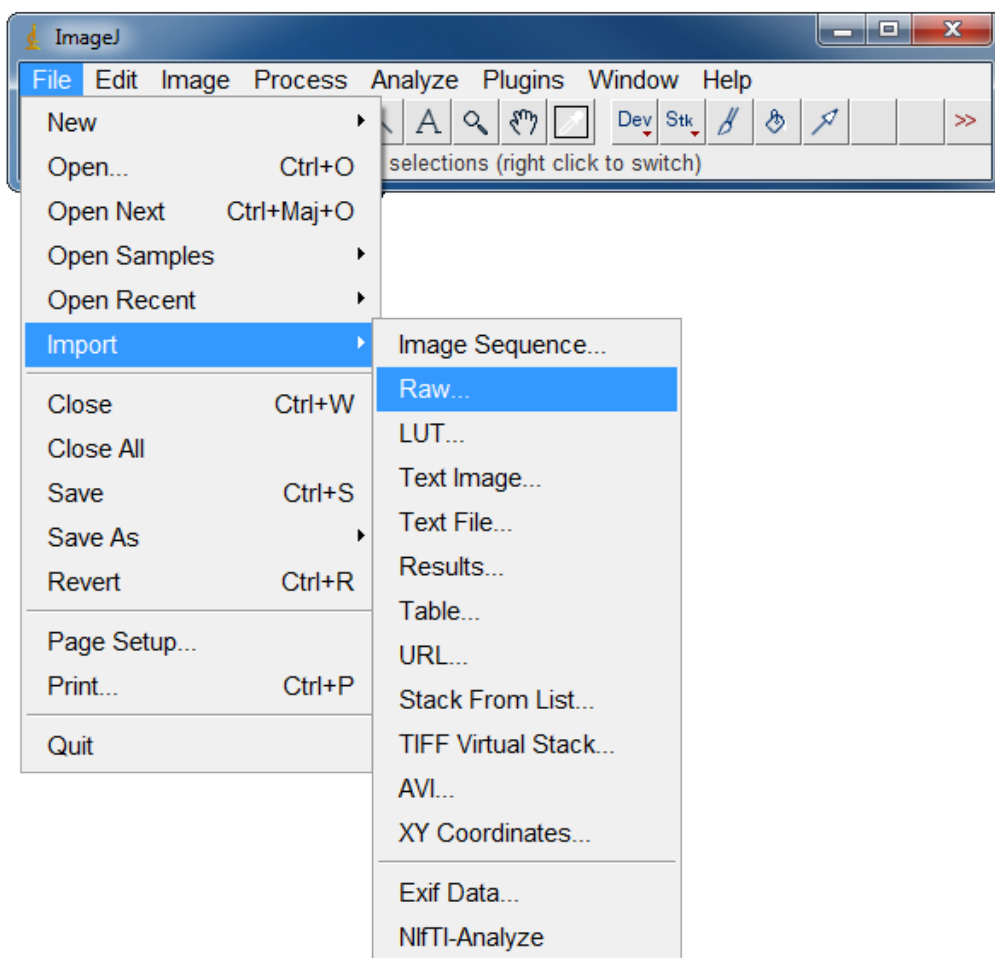 ImageJ
File Edit Image Process Analyze Plugins Window Help
A Dev Stk >>
selections (right click to switch)
New
Open... Ctrl+O
Open Next Ctrl+Maj+O
Open Samples
Open Recent
Import
Close Ctrl+W
Close All
Save Ctrl+S
Save As
Revert Ctrl+R
Page Setup...
Print... Ctrl+P
Quit
Image Sequence...
Raw...
LUT...
Text Image...
Text File...
Results...
Table...
URL...
Stack From List...
TIFF Virtual Stack...
AVI...
XY Coordinates...
Exif Data...
NIfTI-Analyze